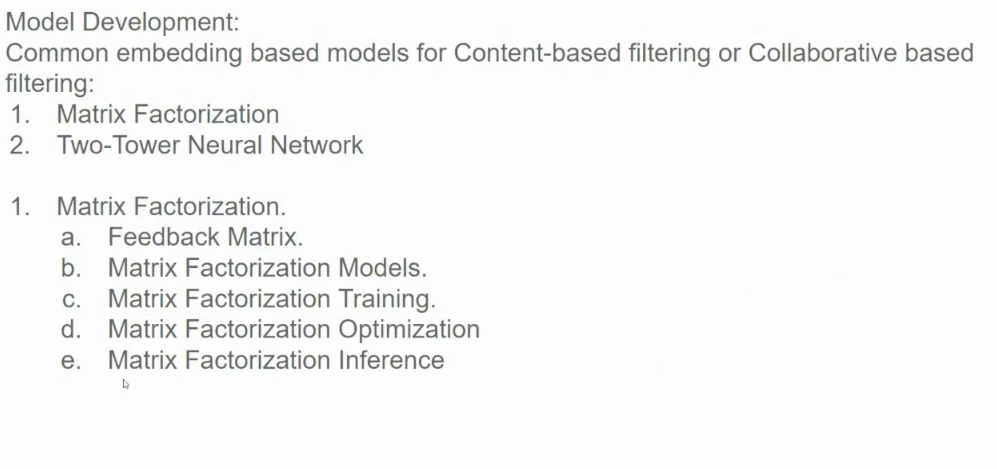 Model Development:
Common embedding based models for Content-based filtering or Collaborative based
filtering:
1. Matrix Factorization
2. Two-Tower Neural Network
1. Matrix Factorization.
a. Feedback Matrix.
b. Matrix Factorization Models.
c. Matrix Factorization Training.
d. Matrix Factorization Optimization
e. Matrix Factorization Inference